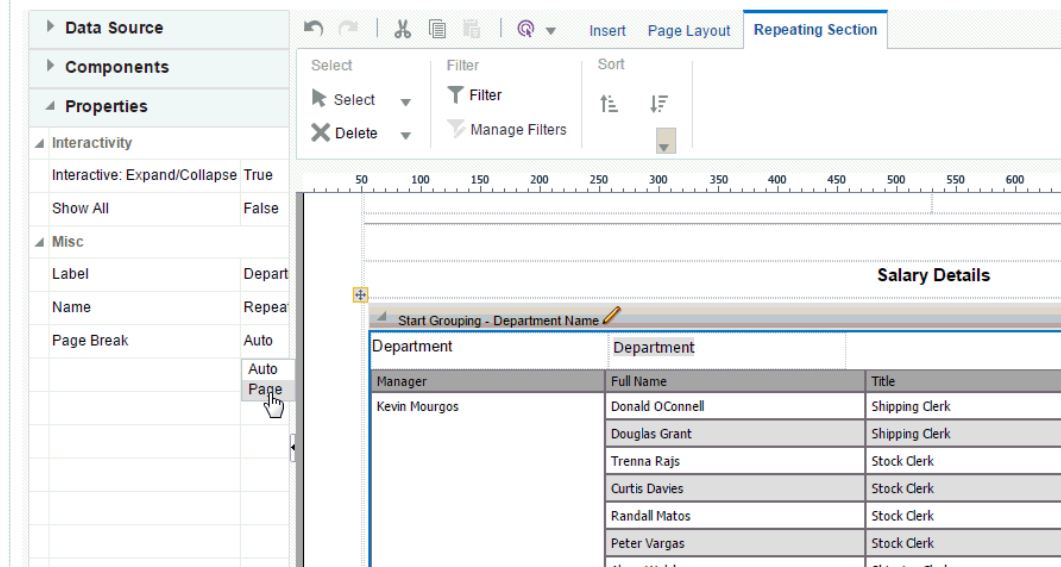 Data Source
Components
Properties
Interactivity
Interactive: Expand/Collapse True
Show All False
Misc
Label Depart
Name Repea
Page Break Auto
Auto
Page
Insert Page Layout Repeating Section
Select Filter Sort
Select Filter
Delete Manage Filters
50 100 150 200 250 300 350 400 450 500 550 600
Salary Details
Start Grouping - Department Name
Department Department
Manager Full Name Title
Kevin Mourgos Donald OConnell Shipping Clerk
Douglas Grant Shipping Clerk
Trenna Rajs Stock Clerk
Curtis Davies Stock Clerk
Randall Matos Stock Clerk
Peter Vargas Stock Clerk